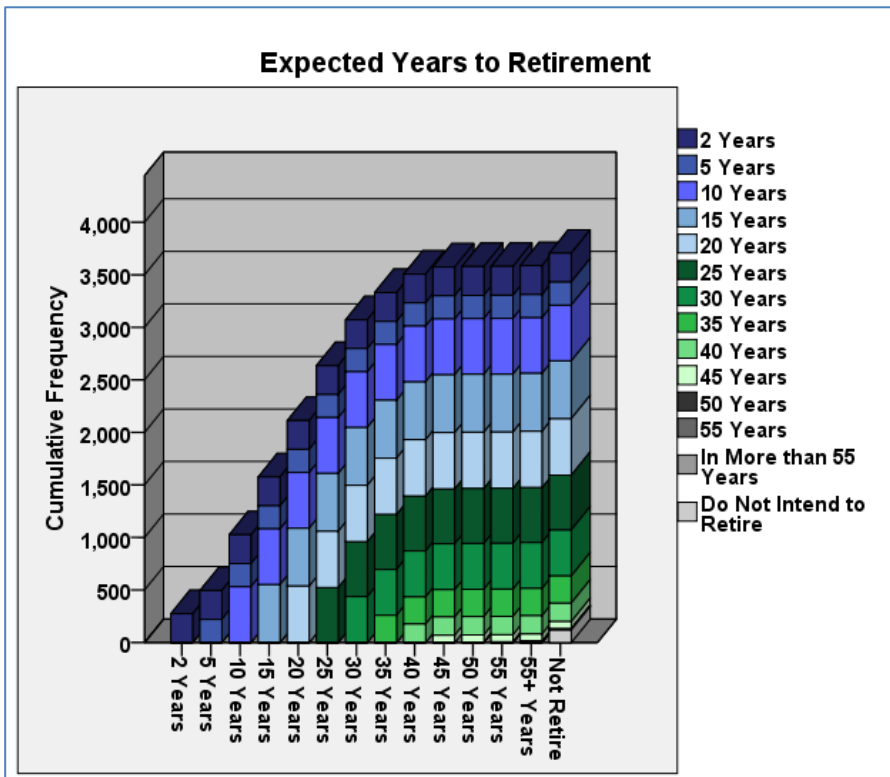 Expected Years to Retirement
Cumulative Frequency
4,000
3,500
3,000
2,500
2,000
1,500
1,000
500
0
2 Years
5 Years
10 Years
15 Years
20 Years
25 Years
30 Years
35 Years
40 Years
45 Years
50 Years
55 Years
55+ Years
Not Retire
2 Years
5 Years
10 Years
15 Years
20 Years
25 Years
30 Years
35 Years
40 Years
45 Years
50 Years
55 Years
In More than 55
Years
Do Not Intend to
Retire